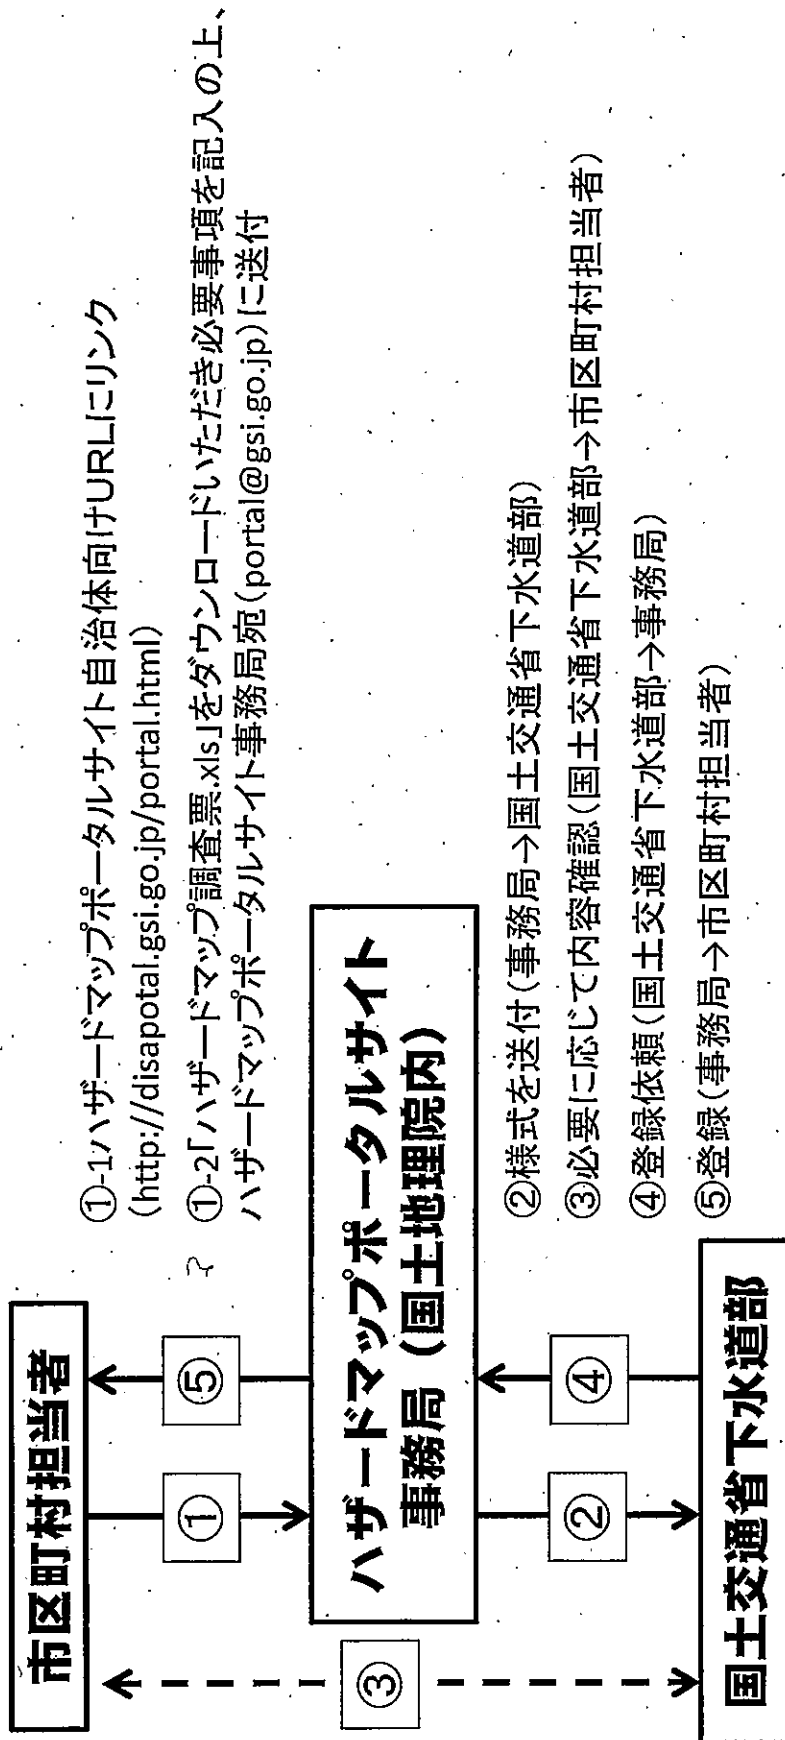 市区町村担当者
①
⑤
③
ハザードマップポータルサイト
事務局（国土地理院内）
②
④
国土交通省下水道部
①-1ハザードマップポータルサイト自治体向けURLにリンク
(http://disapotal.gsi.go.jp/portal.html)
①-2「ハザードマップ調査票.xls」をダウンロードいただき必要事項を記入の上、
ハザードマップポータルサイト事務局宛(portal@gsi.go.jp)に送付
②様式を送付(事務局→国土交通省下水道部)
③必要に応じて内容確認(国土交通省下水道部→市区町村担当者)
④登録依頼(国土交通省下水道部→事務局)
⑤登録(事務局→市区町村担当者)